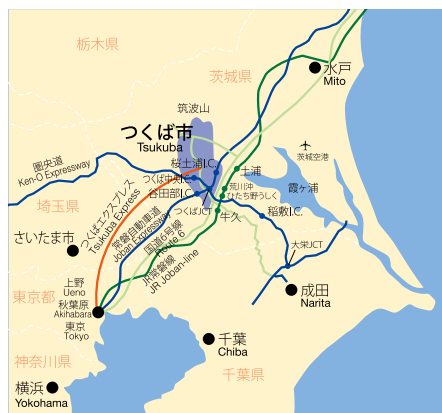 栃木県
茨城県
水戸
Mito
筑波山
つくば市
Tsukuba
茨城空港
圏央道
Ken-O Expressway
桜土浦I.C.
つくば中央I.C.
谷田部I.C.
土浦
荒川沖
ひたち野うしく
霞ヶ浦
つくばJCT
牛久
稲敷I.C.
埼玉県
つくばエクスプレス
Tsukuba Express
常磐自動車道
Joban Expressway
国道6号線
Route 6
JR常磐線
JR Joban-line
さいたま市
大栄JCT
上野
Ueno
成田
Narita
東京都
秋葉原
Akihabara
東京
Tokyo
千葉
Chiba
神奈川県
千葉県
横浜
Yokohama